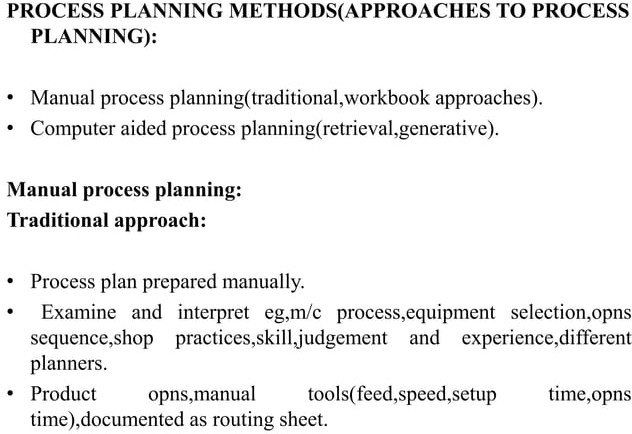 PROCESS PLANNING METHODS(APPROACHES TO PROCESS
PLANNING):
• Manual process planning(traditional,workbook approaches).
• Computer aided process planning(retrieval,generative).
Manual process planning:
Traditional approach:
• Process plan prepared manually.
• Examine and interpret eg,m/c process,equipment selection,opns
sequence,shop practices,skill,judgement and experience,different
planners.
• Product opns,manual tools(feed,speed,setup time,opns
time),documented as routing sheet.